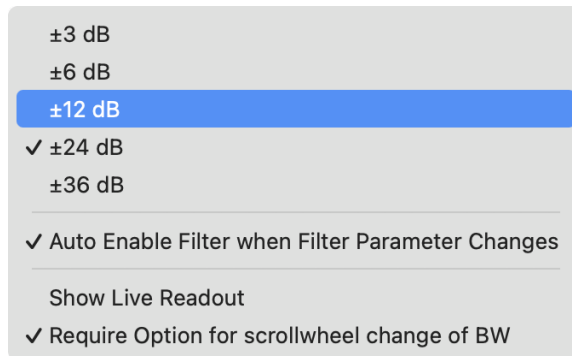 ±3 dB
±6 dB
±12 dB
✓ ±24 dB
±36 dB
✓ Auto Enable Filter when Filter Parameter Changes
Show Live Readout
✓ Require Option for scrollwheel change of BW